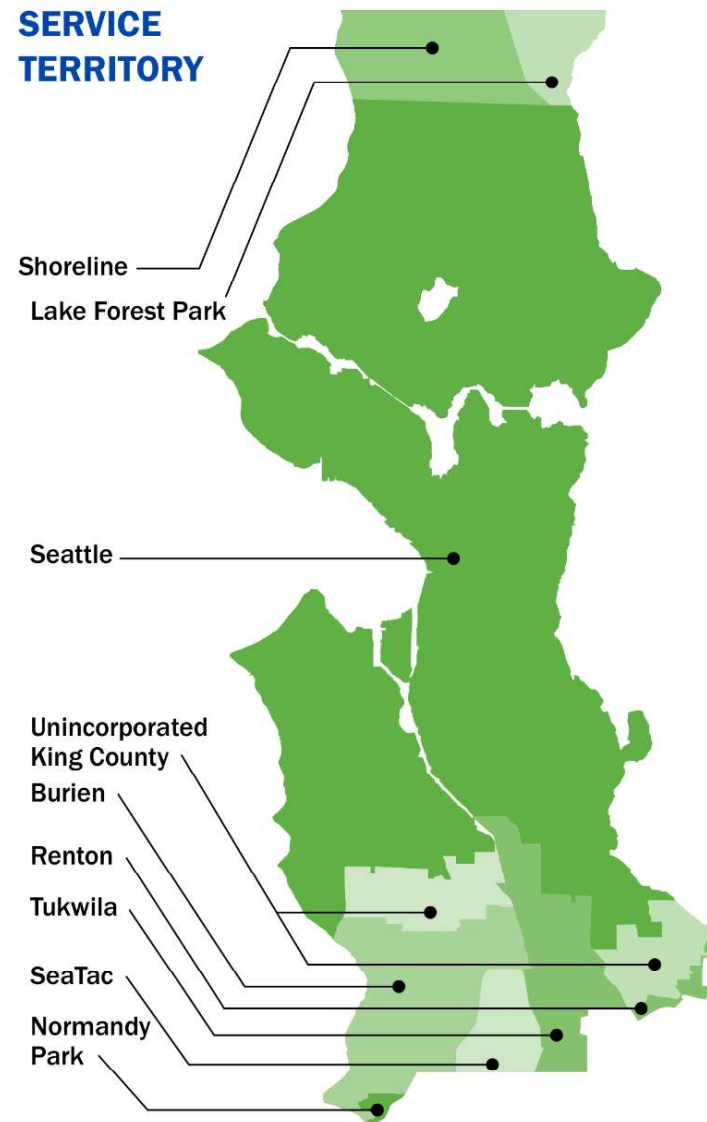 SERVICE
TERRITORY
Shoreline
Lake Forest Park
Seattle
Unincorporated
King County
Burien
Renton
Tukwila
SeaTac
Normandy
Park